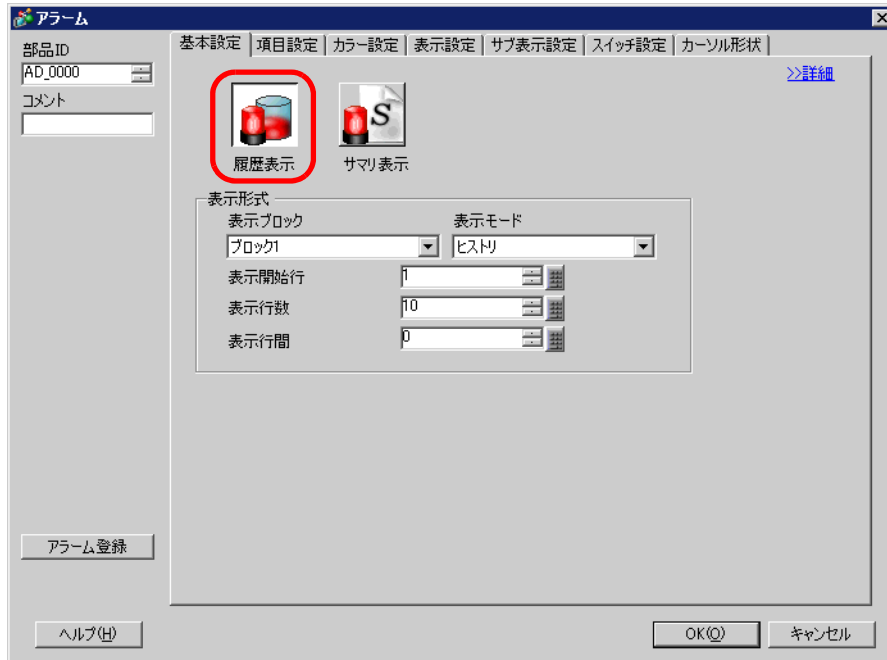 アラーム
部品ID
AD_0000
コメント
アラーム登録
ヘルプ(H)
基本設定 項目設定 カラー設定 表示設定 サブ表示設定 スイッチ設定 カーソル形状
>>詳細
S
履歴表示 サマリ表示
表示形式
表示ブロック 表示モード
ブロック1 ヒストリ
表示開始行 1
表示行数 10
表示行間 0
OK(O) キャンセル